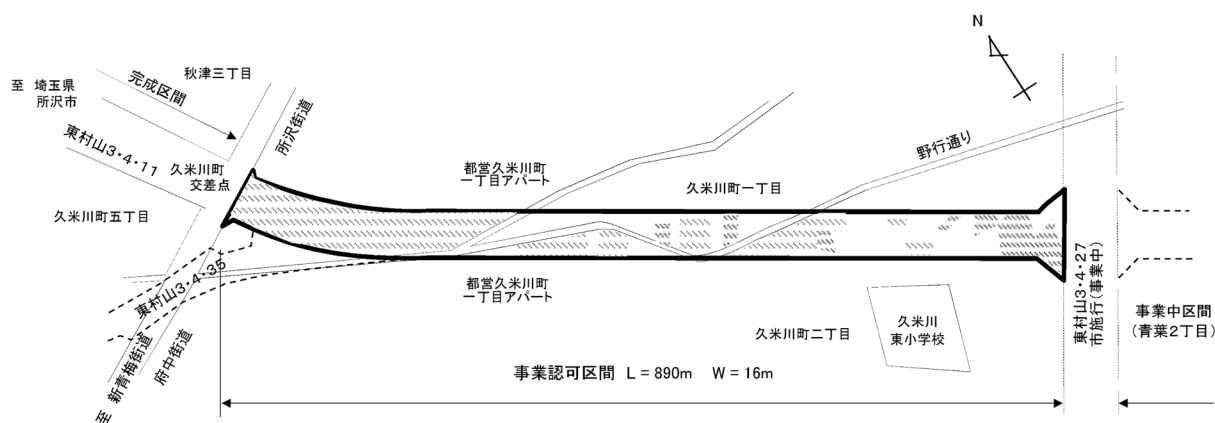 N
秋津三丁目
至 埼玉県
所沢市
完成区間
所沢街道
東村山3・4・11
久米川町
交差点
久米川町五丁目
都営久米川町
一丁目アパート
久米川町一丁目
野行通り
東村山3・4・35
都営久米川町
一丁目アパート
久米川町二丁目
久米川
東小学校
東村山3・4・27
市施行(事業中)
事業中区間
(青葉2丁目)
府中街道
至 新青梅街道
事業認可区間 L = 890m W = 16m